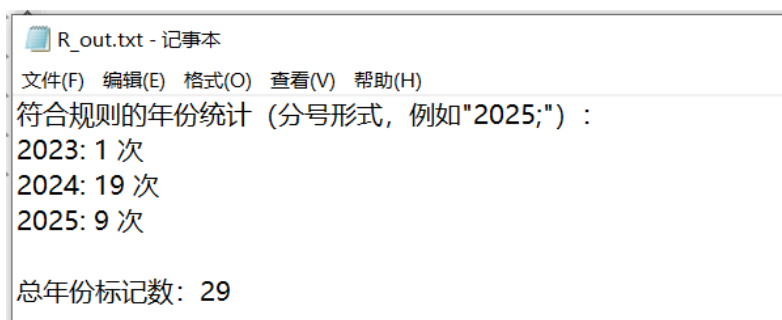 R_out.txt - 记事本
文件(F) 编辑(E) 格式(O) 查看(V) 帮助(H)
符合规则的年份统计（分号形式，例如"2025;"）：
2023: 1 次
2024: 19 次
2025: 9 次
总年份标记数：29